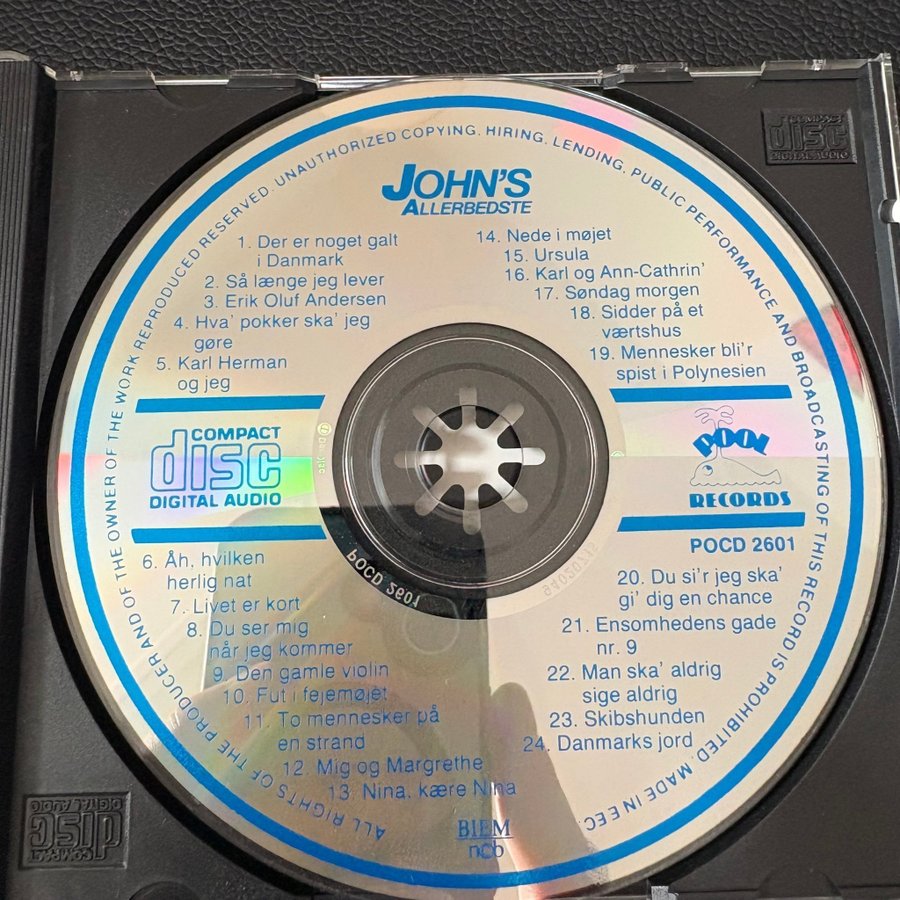 ALL RIGHTS OF THE PRODUCER AND OF THE OWNER OF THE WORK REPRODUCED RESERVED. UNAUTHORIZED COPYING, HIRING, LENDING, PUBLIC PERFORMANCE AND BROADCASTING OF THIS RECORD IS PROHIBITED. MADE IN EEC.
COMPACT
disc
DIGITAL AUDIO
JOHN'S
ALLERBEDSTE
1. Der er noget galt
i Danmark
2. Så længe jeg lever
3. Erik Oluf Andersen
4. Hva' pokker ska' jeg
gøre
5. Karl Herman
og jeg
14. Nede i møjet
15. Ursula
16. Karl og Ann-Cathrin'
17. Søndag morgen
18. Sidder på et
værtshus
19. Mennesker bli'r
spist i Polynesien
COMPACT
disc
DIGITAL AUDIO
POOL
RECORDS
POCD 2601
POCD 2601
6. Åh, hvilken
herlig nat
7. Livet er kort
8. Du ser mig
når jeg kommer
9. Den gamle violin
10. Fut i fejemøjet
11. To mennesker på
en strand
12. Mig og Margrethe
13 Nina, kære Nina
20. Du si'r jeg ska'
gi' dig en chance
21. Ensomhedens gade
nr. 9
22. Man ska' aldrig
sige aldrig
23. Skibshunden
24. Danmarks jord
BIEM
ncb
COMPACT
disc
DIGITAL AUDIO